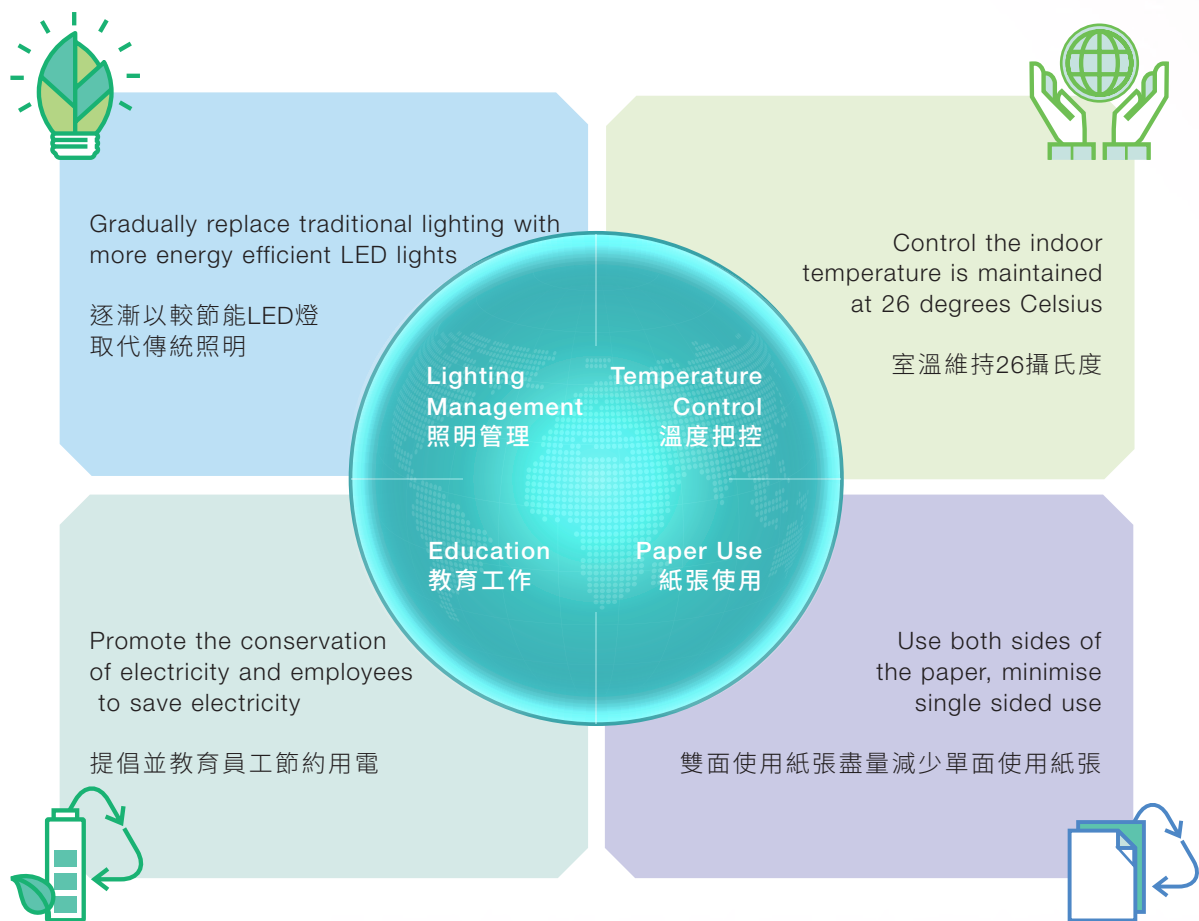 Gradually replace traditional lighting with
more energy efficient LED lights
逐漸以較節能LED燈
取代傳統照明
Control the indoor
temperature is maintained
at 26 degrees Celsius
室溫維持26攝氏度
Lighting
Management
照明管理
Temperature
Control
溫度把控
Education
教育工作
Paper Use
紙張使用
Promote the conservation
of electricity and employees
to save electricity
提倡並教育員工節約用電
Use both sides of
the paper, minimise
single sided use
雙面使用紙張盡量減少單面使用紙張